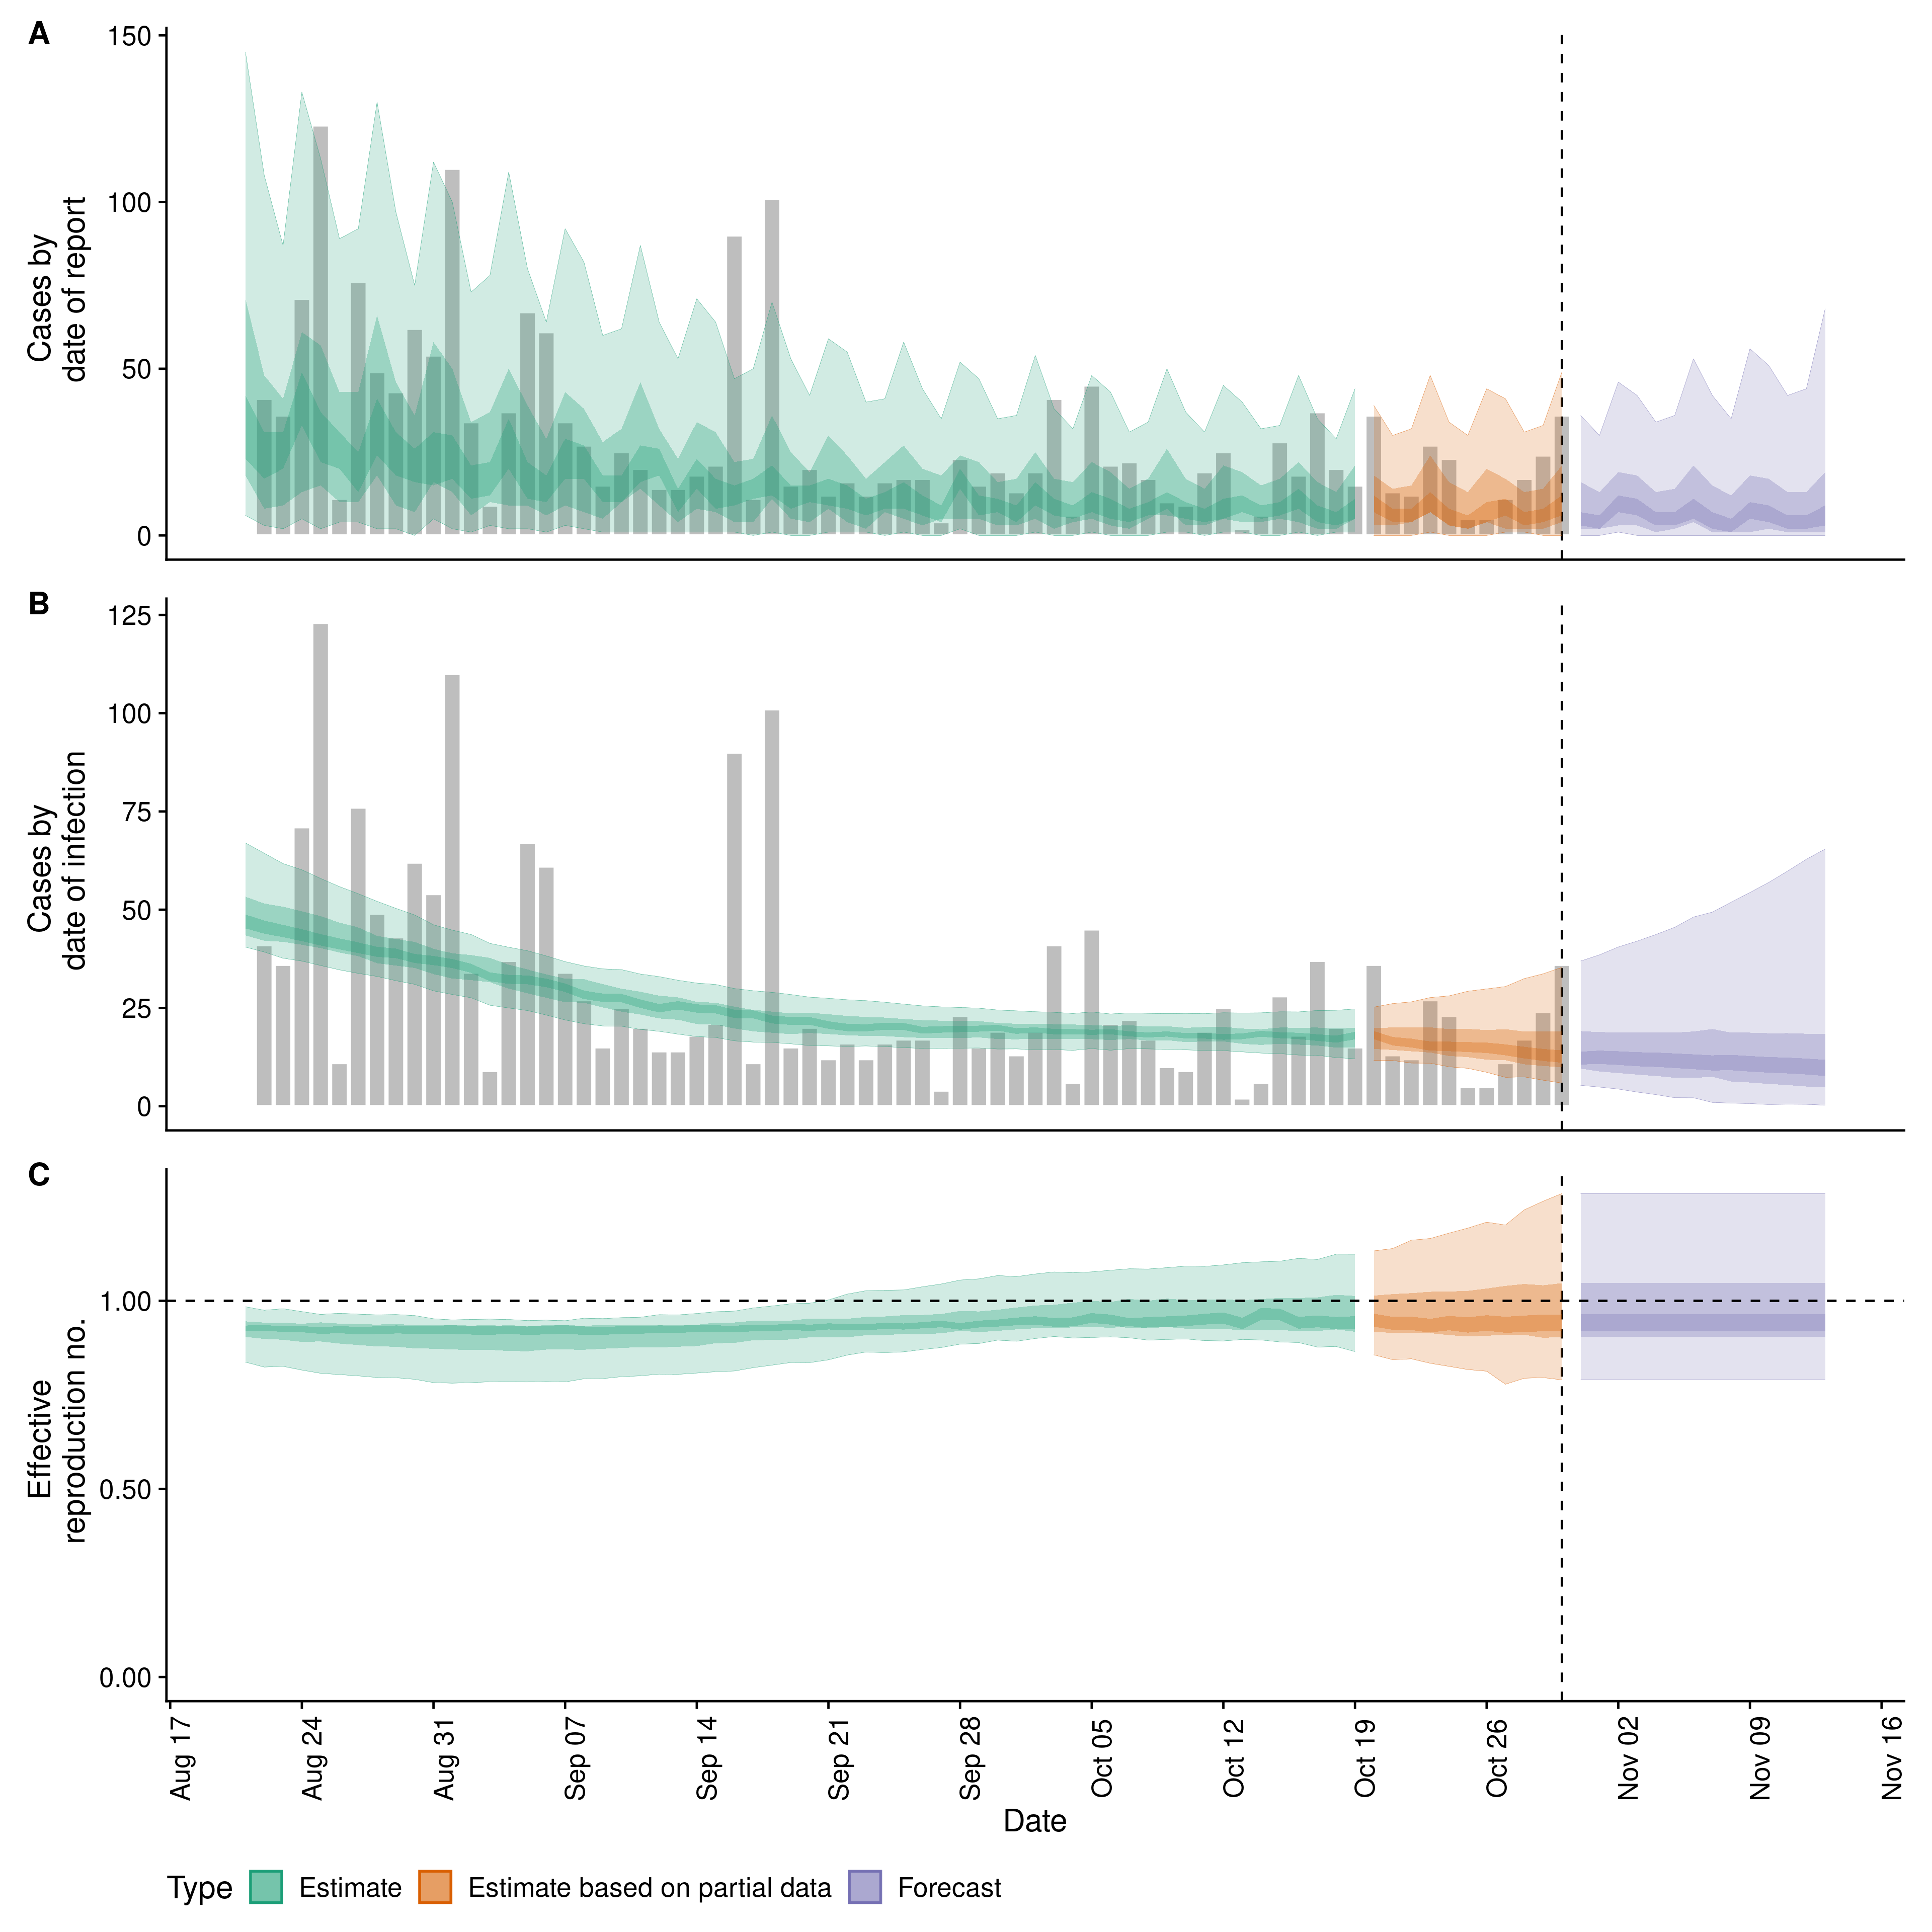 A
150
100
50
0
Cases by
date of report
B
125
100
75
50
25
0
Cases by
date of infection
C
1.00
0.50
0.00
Effective
reproduction no.
Aug 17
Aug 24
Aug 31
Sep 07
Sep 14
Sep 21
Sep 28
Oct 05
Oct 12
Oct 19
Oct 26
Nov 02
Nov 09
Nov 16
Date
Type Estimate Estimate based on partial data Forecast